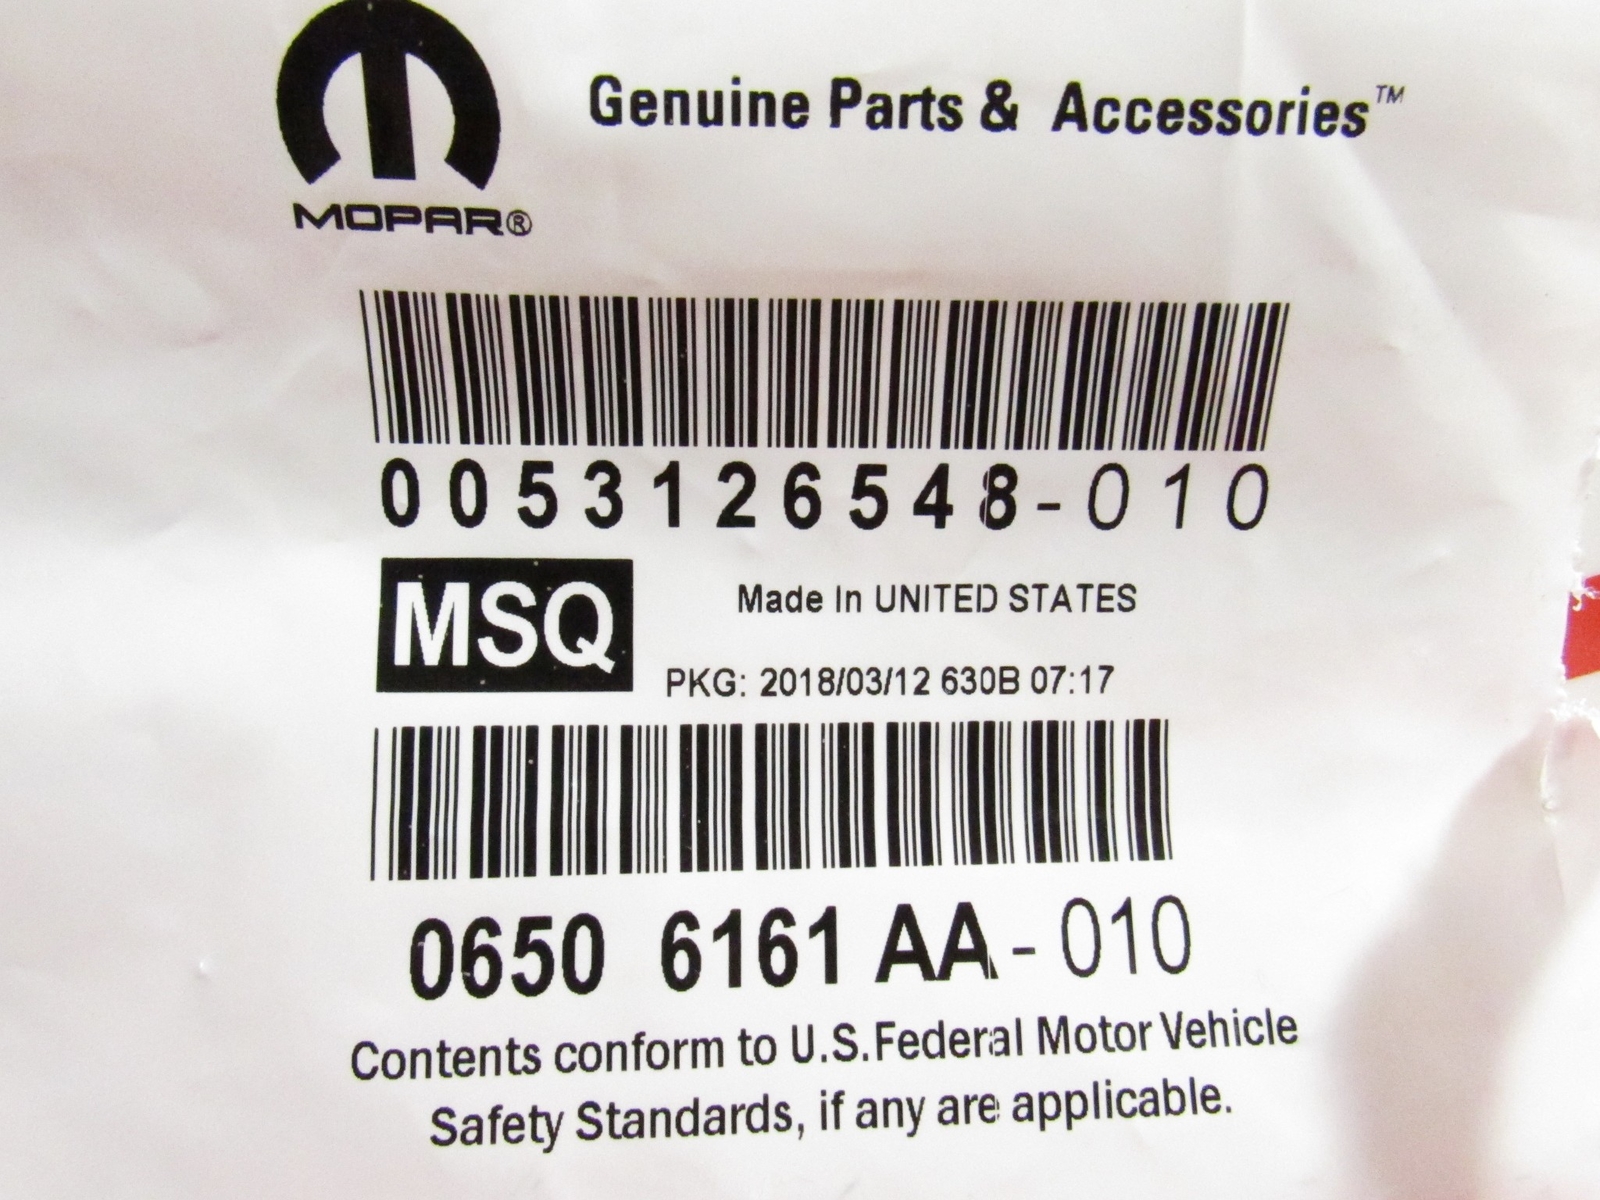 Genuine Parts & Accessories™
MOPAR®
0053126548-010
MSQ
Made In UNITED STATES
PKG: 2018/03/12 630B 07:17
0650 6161 AA-010
Contents conform to U.S.Federal Motor Vehicle
Safety Standards, if any are applicable.